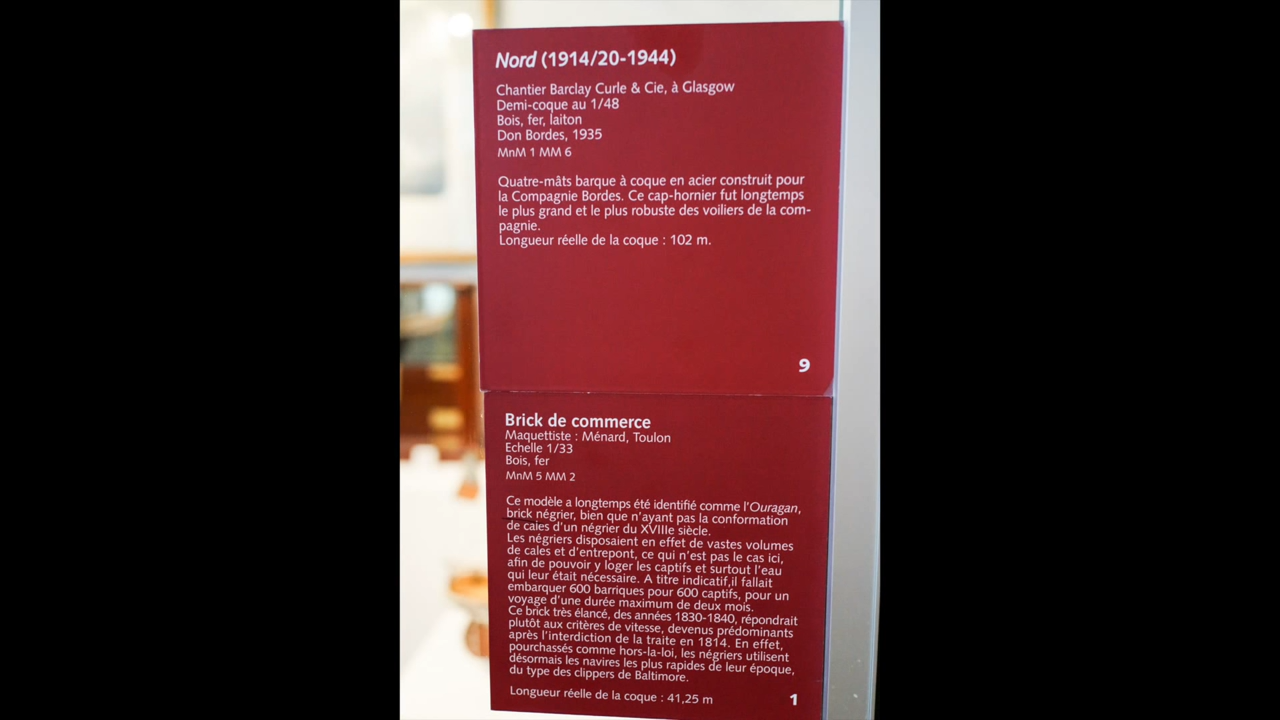 Nord (1914/20-1944)
Chantier Barclay Curle & Cie, à Glasgow
Demi-coque au 1/48
Bois, fer, laiton
Don Bordes, 1935
MnM 1 MM 6
Quatre-mâts barque à coque en acier construit pour
la Compagnie Bordes. Ce cap-hornier fut longtemps
le plus grand et le plus robuste des voiliers de la com-
pagnie.
Longueur réelle de la coque : 102 m.
9
Brick de commerce
Maquettiste : Ménard, Toulon
Echelle 1/33
Bois, fer
MnM 5 MM 2
Ce modèle a longtemps été identifié comme l'Ouragan,
brick négrier, bien que n'ayant pas la conformation
de cales d'un négrier du XVIIIe siècle.
Les négriers disposaient en effet de vastes volumes
de cales et d'entrepont, ce qui n'est pas le cas ici,
afin de pouvoir y loger les captifs et surtout l'eau
qui leur était nécessaire. A titre indicatif,il fallait
embarquer 600 barriques pour 600 captifs, pour un
voyage d'une durée maximum de deux mois.
Ce brick très élancé, des années 1830-1840, répondrait
plutôt aux critères de vitesse, devenus prédominants
après l'interdiction de la traite en 1814. En effet,
pourchassés comme hors-la-loi, les négriers utilisent
désormais les navires les plus rapides de leur époque,
du type des clippers de Baltimore.
Longueur réelle de la coque : 41,25 m
1